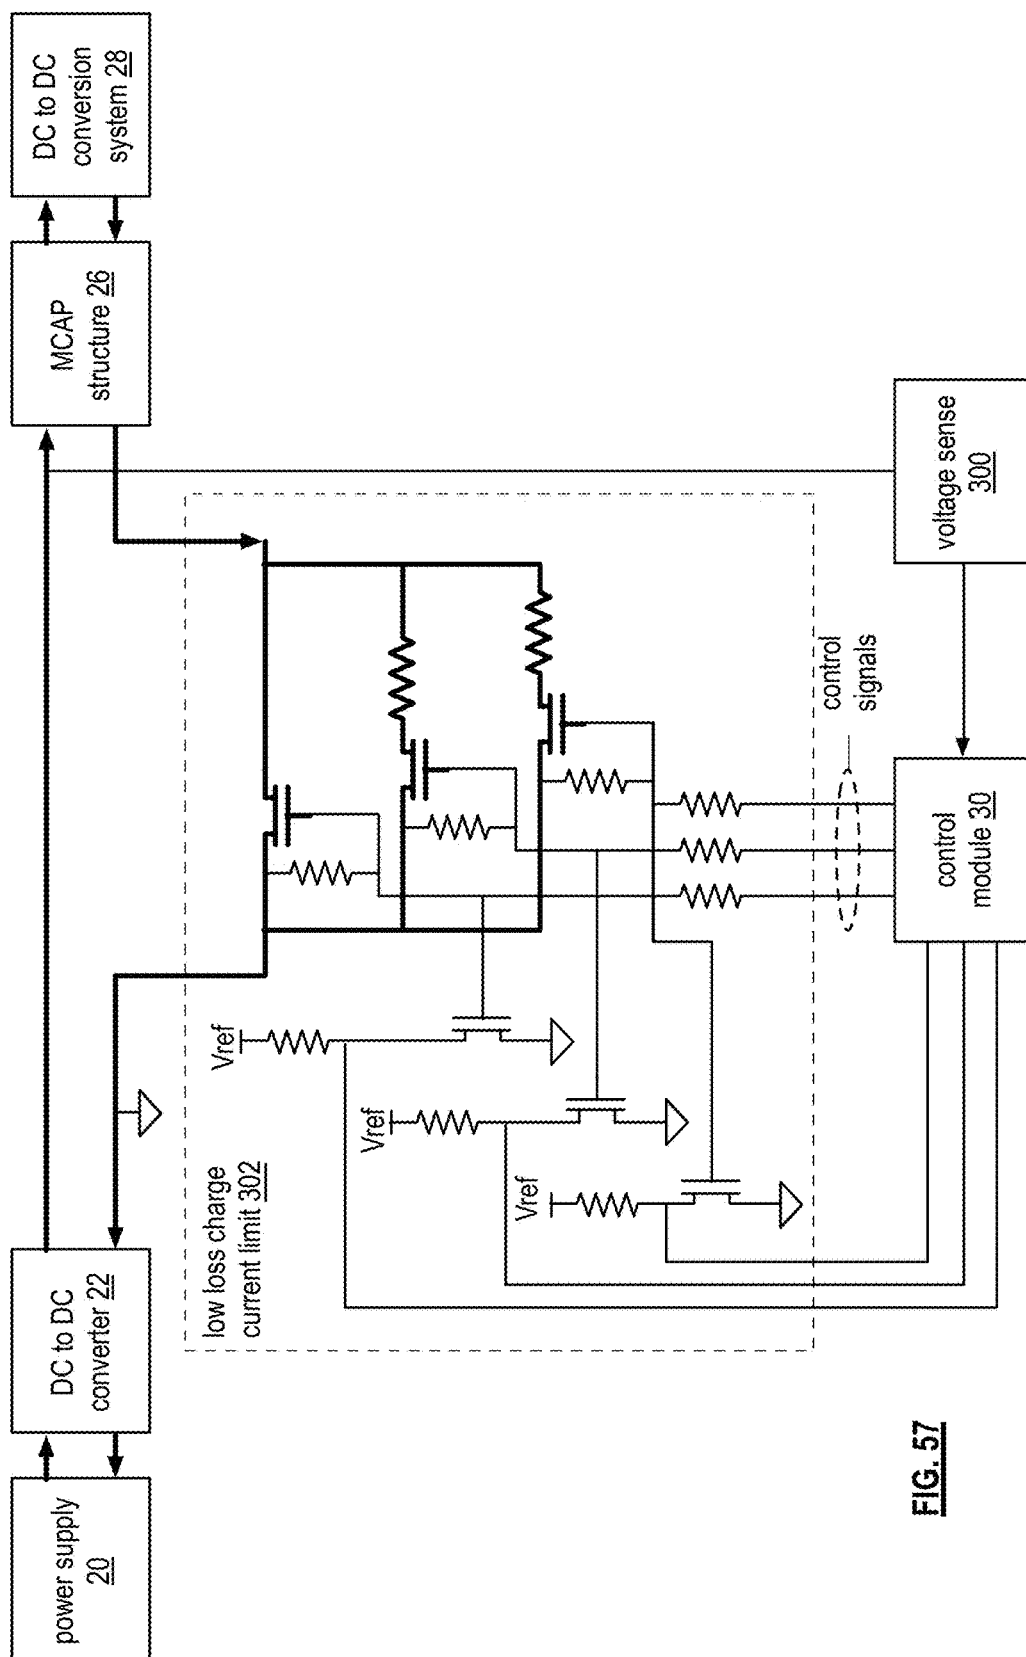 power supply
20
DC to DC
converter 22
MCAP
structure 26
DC to DC
conversion
system 28
low loss charge
current limit 302
Vref
Vref
Vref
control
signals
control
module 30
voltage sense
300
FIG. 57